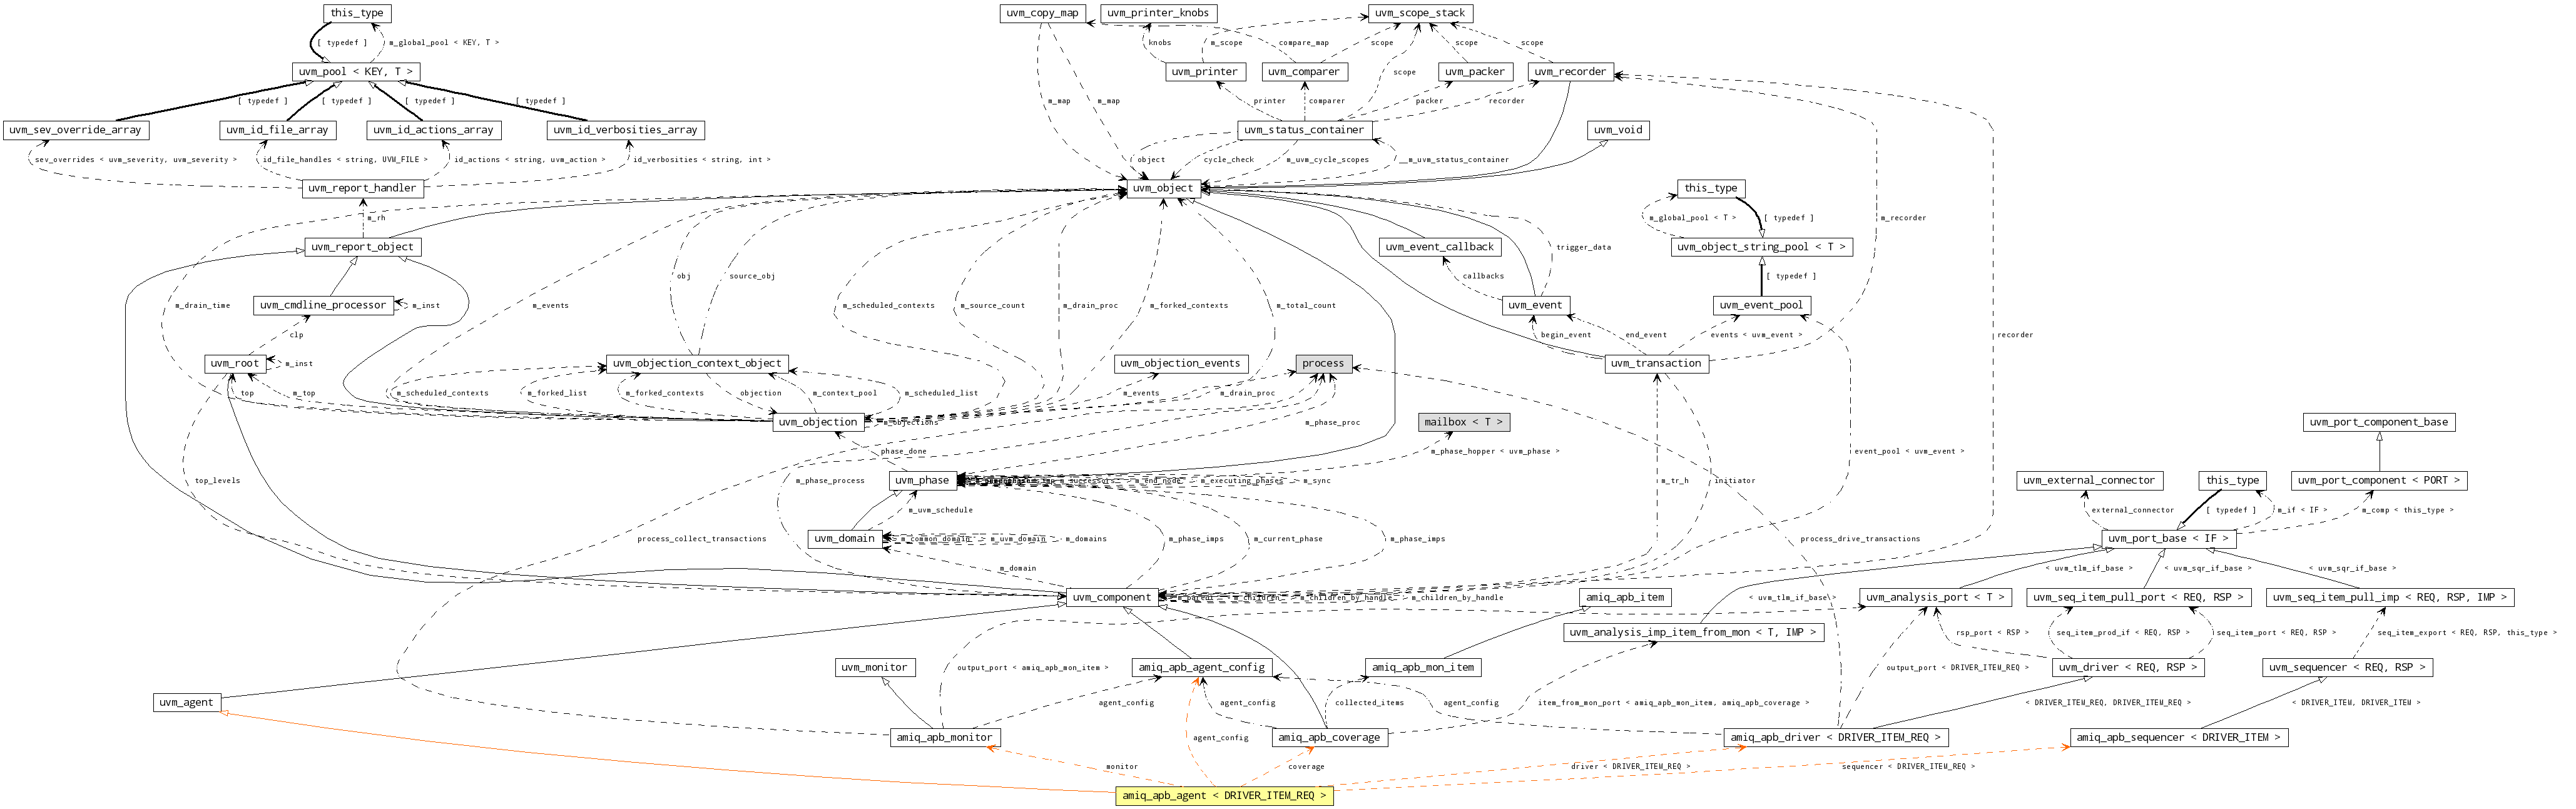 this_type
uvm_copy_map
uvm_printer_knobs
uvm_scope_stack
[ typedef ]
m_global_pool < KEY, T >
knobs
m_scope
compare_map
scope
scope
scope
uvm_pool < KEY, T >
uvm_printer
uvm_comparer
scope
uvm_packer
uvm_recorder
[ typedef ]
[ typedef ]
[ typedef ]
[ typedef ]
m_map
m_map
printer
comparer
packer
recorder
uvm_sev_override_array
uvm_id_file_array
uvm_id_actions_array
uvm_id_verbosities_array
uvm_status_container
uvm_void
sev_overrides < uvm_severity, uvm_severity >
id_file_handles < string, UVM_FILE >
id_actions < string, uvm_action >
id_verbosities < string, int >
object
cycle_check
m_uvm_cycle_scopes
__m_uvm_status_container
uvm_report_handler
uvm_object
this_type
m_rh
m_global_pool < T >
[ typedef ]
m_recorder
uvm_report_object
uvm_event_callback
trigger_data
uvm_object_string_pool < T >
obj
source_obj
callbacks
[ typedef ]
uvm_cmdline_processor
m_inst
m_drain_time
m_events
m_scheduled_contexts
m_source_count
m_drain_proc
m_forked_contexts
m_total_count
uvm_event
uvm_event_pool
clp
begin_event
end_event
events < uvm_event >
recorder
uvm_root
m_inst
uvm_objection_context_object
uvm_objection_events
process
uvm_transaction
top
m_top
m_scheduled_contexts
m_forked_list
m_forked_contexts
objection
m_context_pool
m_scheduled_list
m_events
m_drain_proc
uvm_objection
m_objections
m_phase_proc
mailbox < T >
uvm_port_component_base
phase_done
m_phase_hopper < uvm_phase >
event_pool < uvm_event >
top_levels
m_phase_process
uvm_phase
m_successors
m_end_node
m_executing_phases
m_sync
m_tr_h
initiator
uvm_external_connector
this_type
uvm_port_component < PORT >
m_uvm_schedule
external_connector
[ typedef ]
m_if < IF >
m_comp < this_type >
process_collect_transactions
uvm_domain
m_common_domain
m_uvm_domain
m_domains
m_phase_imps
m_current_phase
m_phase_imps
process_drive_transactions
uvm_port_base < IF >
m_domain
< uvm_tlm_if_base >
< uvm_sqr_if_base >
< uvm_sqr_if_base >
uvm_component
m_parent
m_children
m_children_by_handle
m_children_by_handle
amiq_apb_item
< uvm_tlm_if_base >
uvm_analysis_port < T >
uvm_seq_item_pull_port < REQ, RSP >
uvm_seq_item_pull_imp < REQ, RSP, IMP >
uvm_analysis_imp_item_from_mon < T, IMP >
rsp_port < RSP >
seq_item_prod_if < REQ, RSP >
seq_item_port < REQ, RSP >
seq_item_export < REQ, RSP, this_type >
uvm_monitor
output_port < amiq_apb_mon_item >
amiq_apb_agent_config
amiq_apb_mon_item
output_port < DRIVER_ITEM_REQ >
uvm_driver < REQ, RSP >
uvm_sequencer < REQ, RSP >
uvm_agent
agent_config
agent_config
collected_items
agent_config
item_from_mon_port < amiq_apb_mon_item, amiq_apb_coverage >
< DRIVER_ITEM_REQ, DRIVER_ITEM_REQ >
< DRIVER_ITEM, DRIVER_ITEM >
amiq_apb_monitor
agent_config
amiq_apb_coverage
amiq_apb_driver < DRIVER_ITEM_REQ >
amiq_apb_sequencer < DRIVER_ITEM >
monitor
coverage
driver < DRIVER_ITEM_REQ >
sequencer < DRIVER_ITEM_REQ >
amiq_apb_agent < DRIVER_ITEM_REQ >